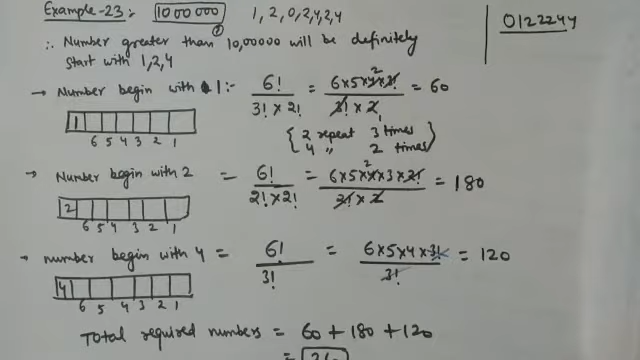 Example-23: 1000000 1, 2, 0, 2, 4, 2, 4
0122244
∴ Number greater than 10,00000 will be definitely
start with 1, 2, 4
→ Number begin with 1:- 6! / 3! × 2! = 6×5×4×3! / 3! × 2 = 60
1
6 5 4 3 2 1
{ 2 repeat 3 times
4 〃 2 times }
→ Number begin with 2 = 6! / 2! × 2! = 6×5×4×3×2! / 2! × 2 = 180
2
6 5 4 3 2 1
→ number begin with 4 = 6! / 3! = 6×5×4×3! / 3! = 120
4
6 5 4 3 2 1
Total required numbers = 60 + 180 + 120
=